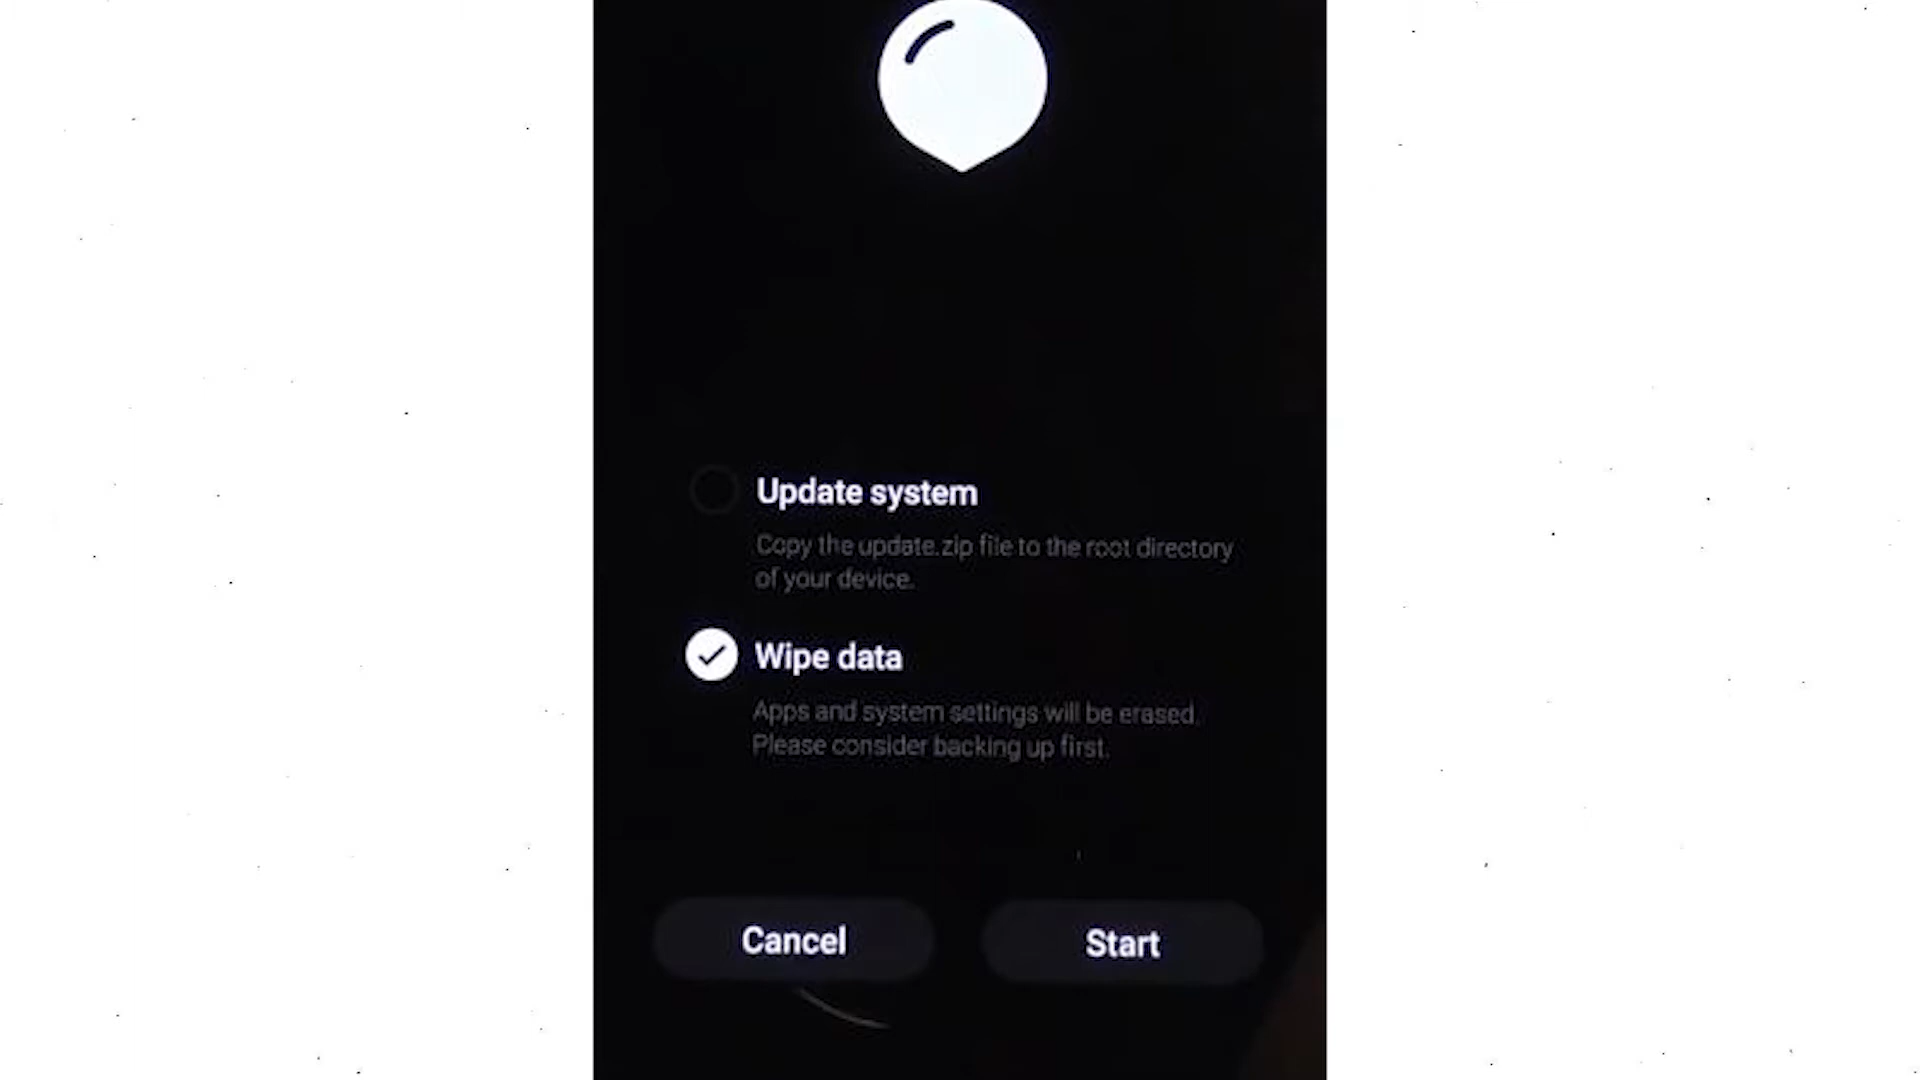 Update system
Copy the update.zip file to the root directory
of your device.
Wipe data
Apps and system settings will be erased.
Please consider backing up first.
Cancel
Start